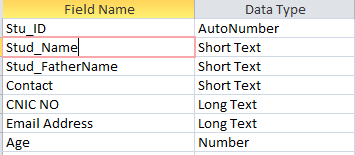 Field Name Data Type
Stu_ID AutoNumber
Stud_Name Short Text
Stud_FatherName Short Text
Contact Short Text
CNIC NO Long Text
Email Address Long Text
Age Number